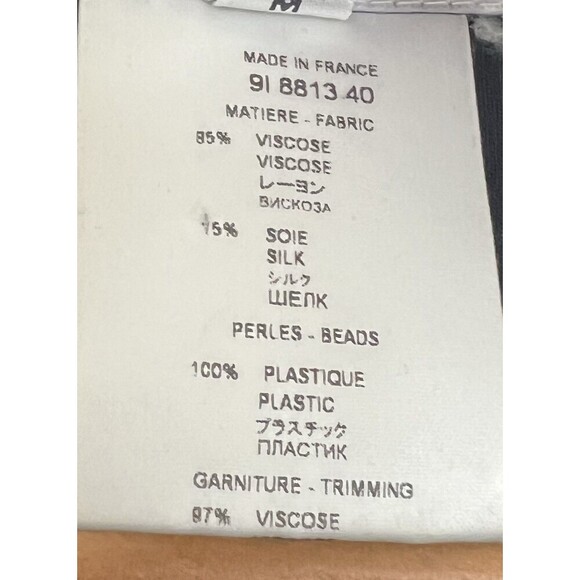 M
MADE IN FRANCE
9I 8813 40
MATIERE - FABRIC
85% VISCOSE
VISCOSE
レーヨン
ВИСКОЗА
15% SOIE
SILK
シルク
ШЕЛК
PERLES - BEADS
100% PLASTIQUE
PLASTIC
プラスチック
ПЛАСТИК
GARNITURE - TRIMMING
97% VISCOSE